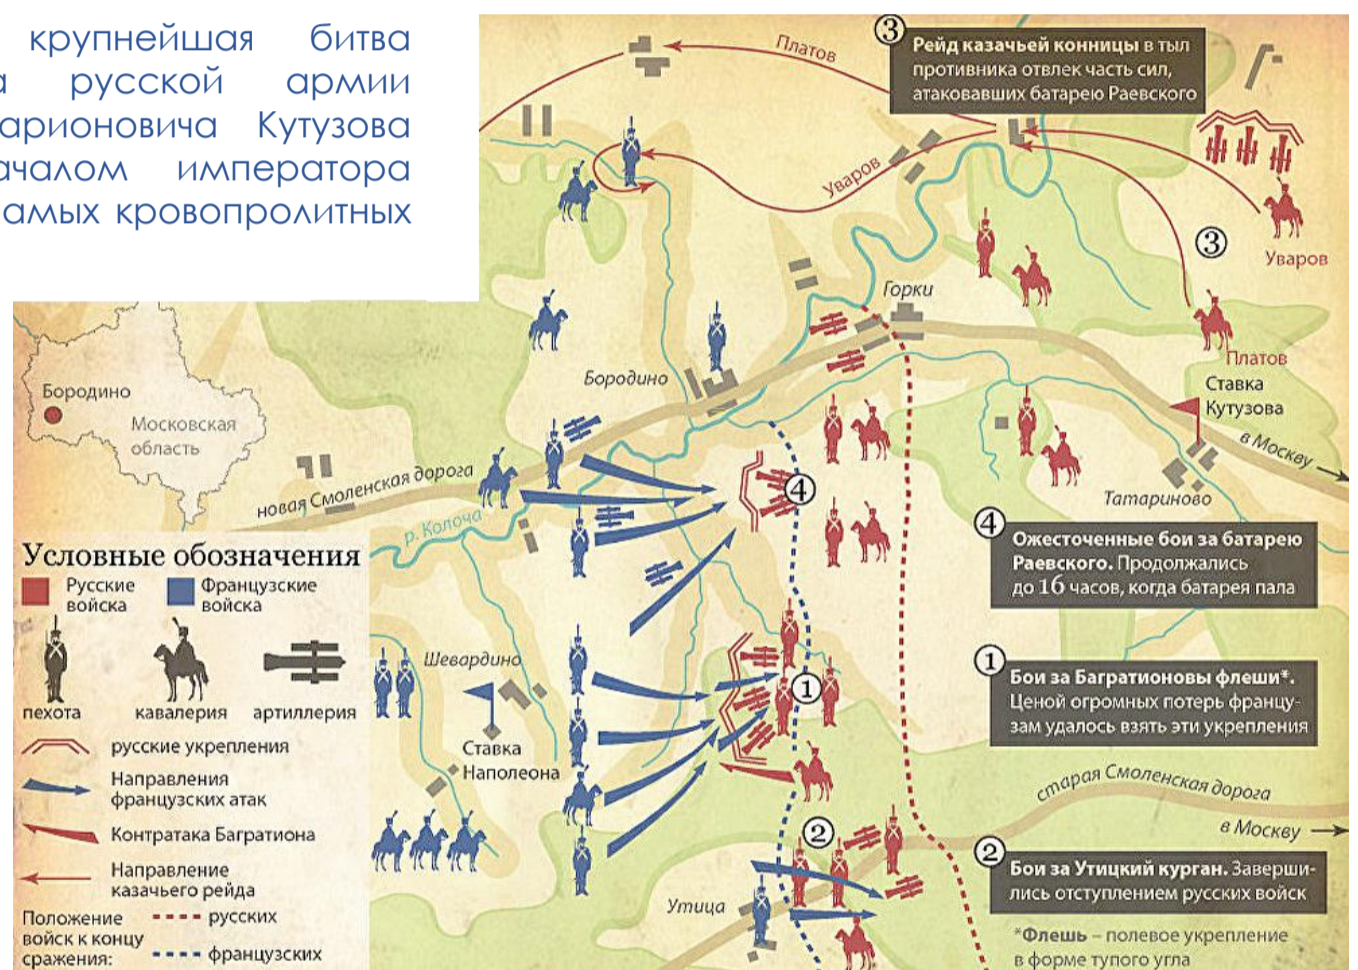 крупнейшая битва
а русской армии
арионовича Кутузова
ачалом императора
амых кровопролитных
Платов
3
Рейд казачьей конницы в тыл
противника отвлек часть сил,
атаковавших батарею Раевского
Уваров
3
Уваров
Горки
Платов
Бородино
Ставка
Кутузова
в Москву
Бородино
Московская
область
новая Смоленская дорога
р. Колоча
4
Татариново
4
Ожесточенные бои за батарею
Раевского. Продолжались
до 16 часов, когда батарея пала
Условные обозначения
Русские
войска
Французские
войска
пехота
кавалерия
артиллерия
русские укрепления
Направления
французских атак
Контратака Багратиона
Направление
казачьего рейда
Положение
войск к концу
сражения:
русских
французских
Шевардино
Ставка
Наполеона
1
1
Бои за Багратионовы флеши*.
Ценой огромных потерь францу-
зам удалось взять эти укрепления
старая Смоленская дорога
в Москву
2
2
Бои за Утицкий курган. Заверши-
лись отступлением русских войск
Утица
*Флешь – полевое укрепление
в форме тупого угла